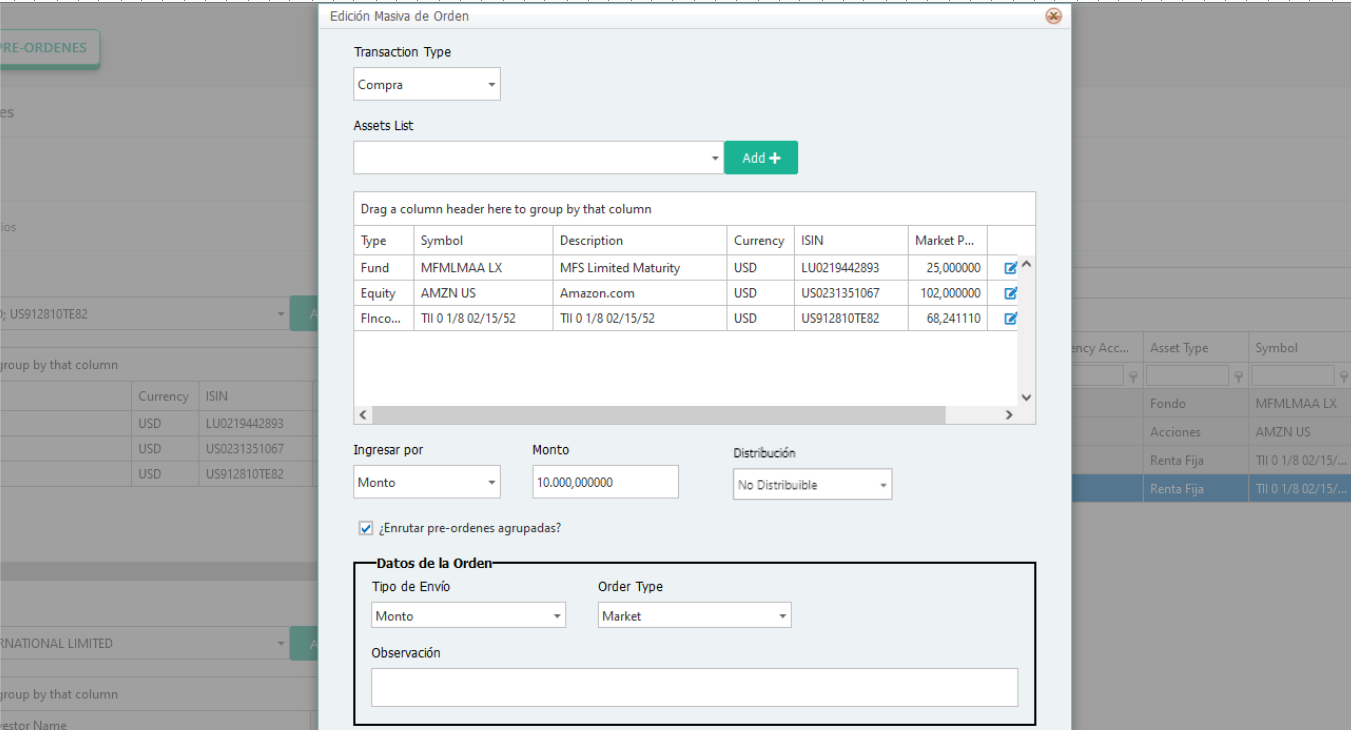 Edición Masiva de Orden
PRE-ORDENES
Transaction Type
Compra
es
Assets List
Add +
Drag a column header here to group by that column
ios
Type Symbol Description Currency ISIN Market P...
Fund MFMLMAA LX MFS Limited Maturity USD LU0219442893 25,000000
Equity AMZN US Amazon.com USD US0231351067 102,000000
FInco... TII 0 1/8 02/15/52 TII 0 1/8 02/15/52 USD US912810TE82 68,241110
; US912810TE82
group by that column
Currency ISIN
USD LU0219442893
USD US0231351067
USD US912810TE82
ency Acc... Asset Type Symbol
Fondo MFMLMAA LX
Acciones AMZN US
Renta Fija TII 0 1/8 02/15/...
Renta Fija TII 0 1/8 02/15/...
Ingresar por Monto Distribución
Monto 10.000,000000 No Distribuible
¿Enrutar pre-ordenes agrupadas?
Datos de la Orden
Tipo de Envío Order Type
Monto Market
Observación
RNATIONAL LIMITED
group by that column
vestor Name